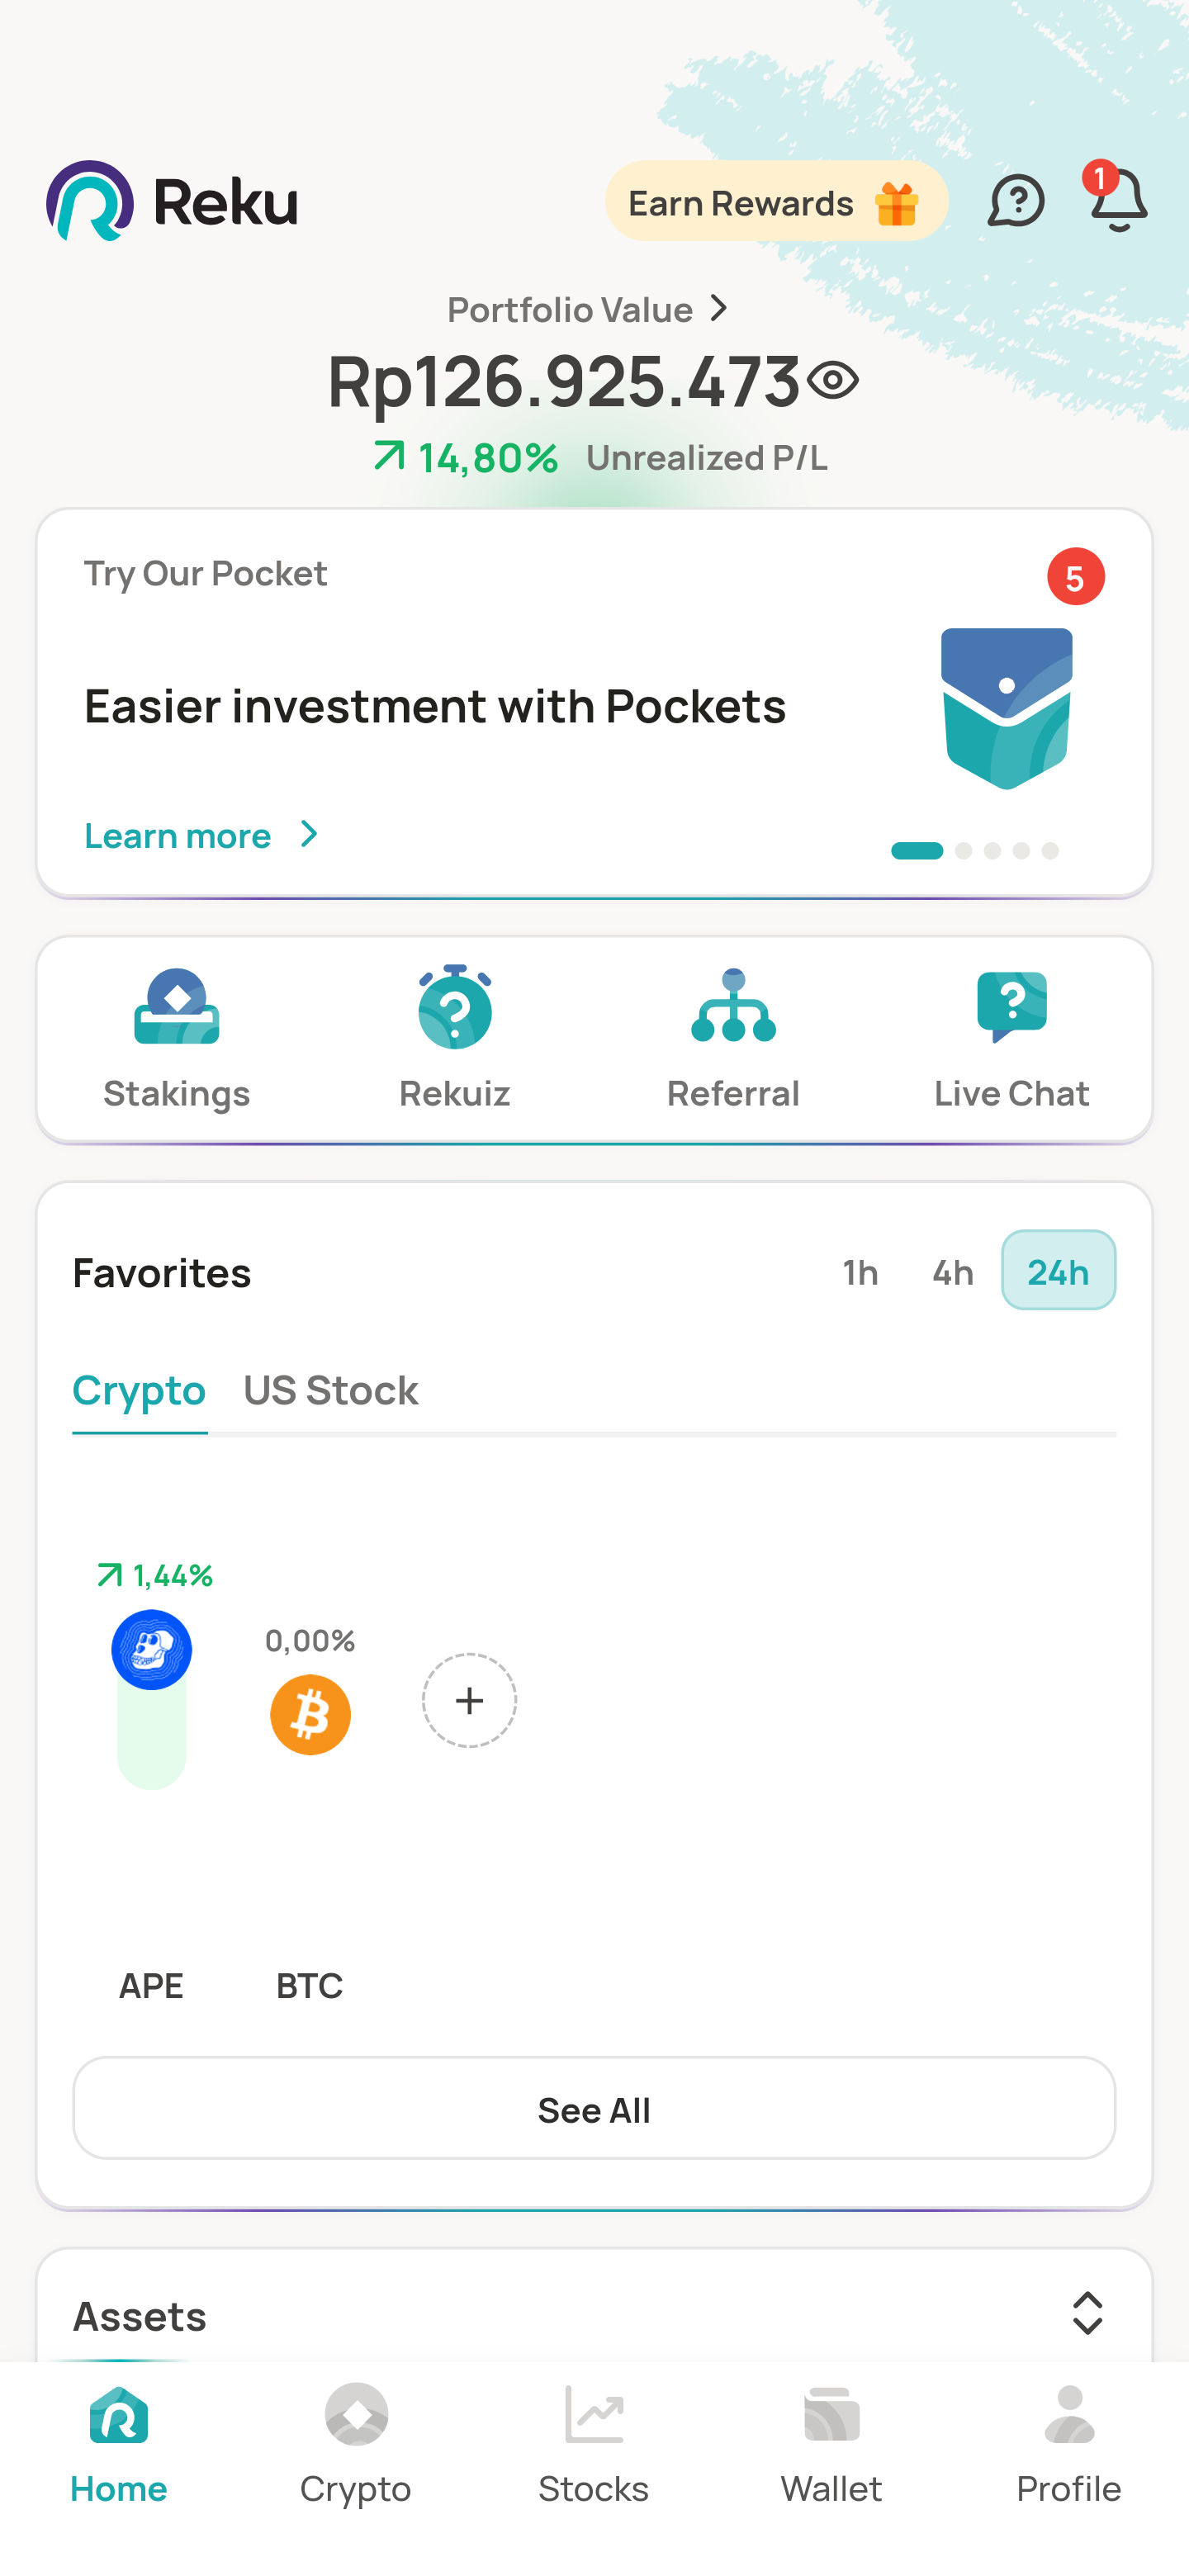 Reku
Earn Rewards
1
Portfolio Value
Rp126.925.473
14,80% Unrealized P/L
Try Our Pocket
5
Easier investment with Pockets
Learn more
Stakings Rekuiz Referral Live Chat
Favorites 1h 4h 24h
Crypto US Stock
1,44%
0,00%
APE BTC
See All
Assets
Home Crypto Stocks Wallet Profile